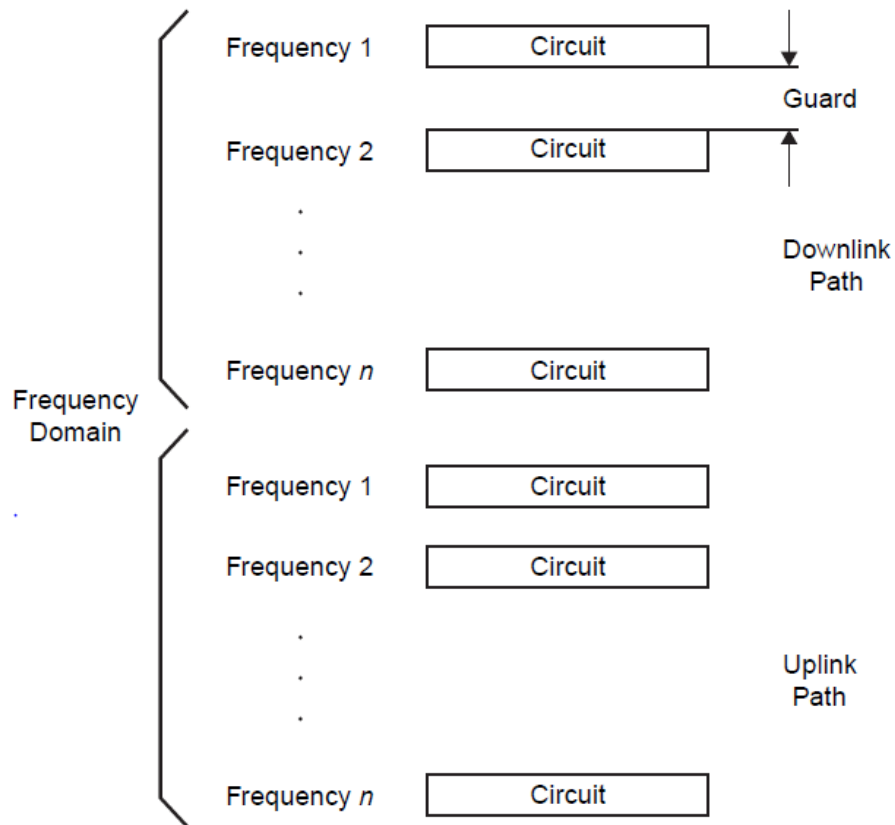 Frequency 1
Circuit
Guard
Frequency 2
Circuit
Downlink
Path
Frequency n
Circuit
Frequency
Domain
Frequency 1
Circuit
Frequency 2
Circuit
Uplink
Path
Frequency n
Circuit